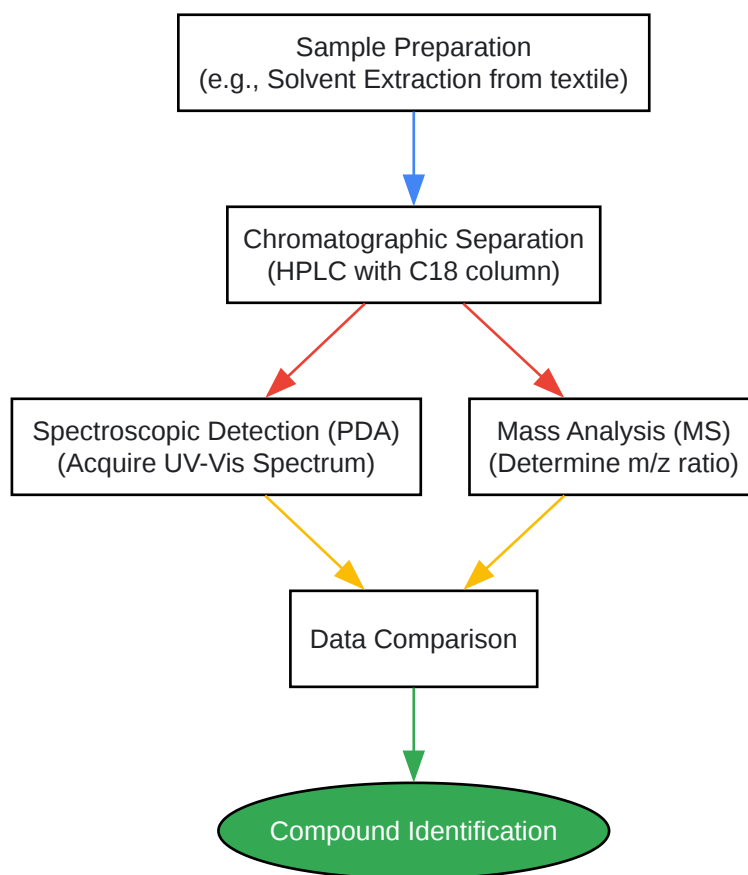 Sample Preparation
(e.g., Solvent Extraction from textile)
Chromatographic Separation
(HPLC with C18 column)
Spectroscopic Detection (PDA)
(Acquire UV-Vis Spectrum)
Mass Analysis (MS)
(Determine m/z ratio)
Data Comparison
Compound Identification